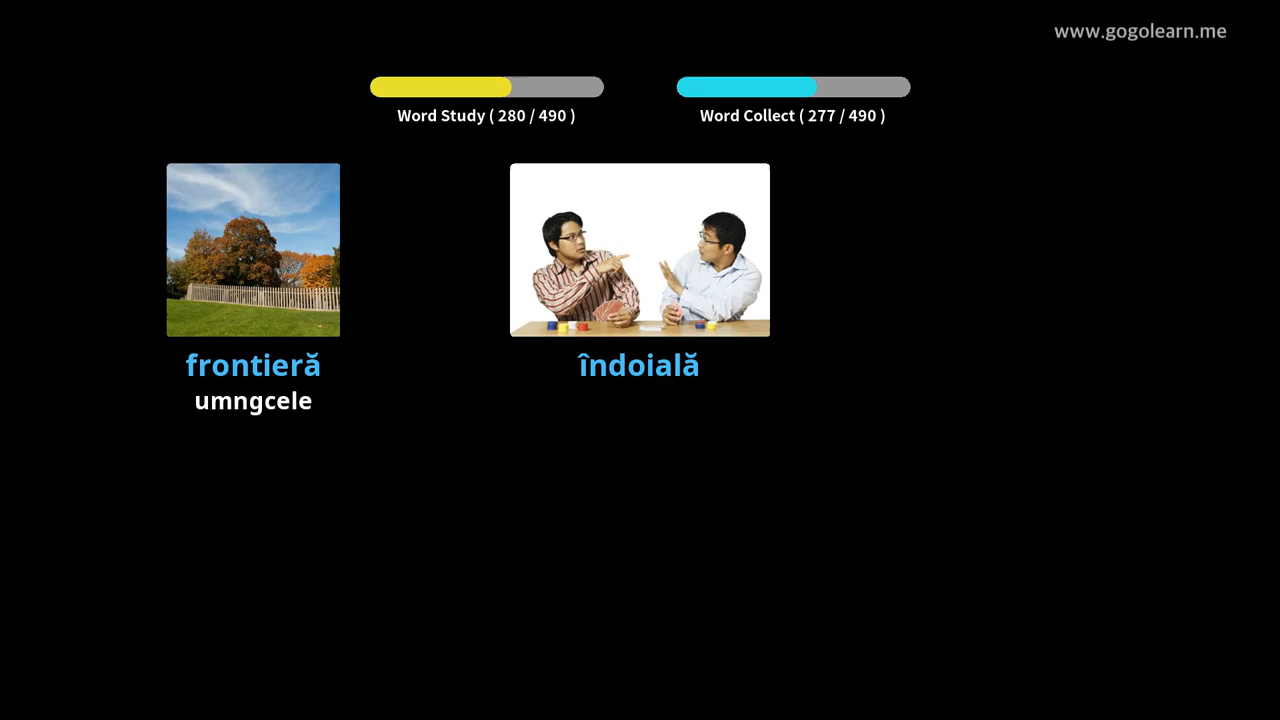 www.gogolearn.me
Word Study ( 280 / 490 )
Word Collect ( 277 / 490 )
frontieră
umngcele
îndoială